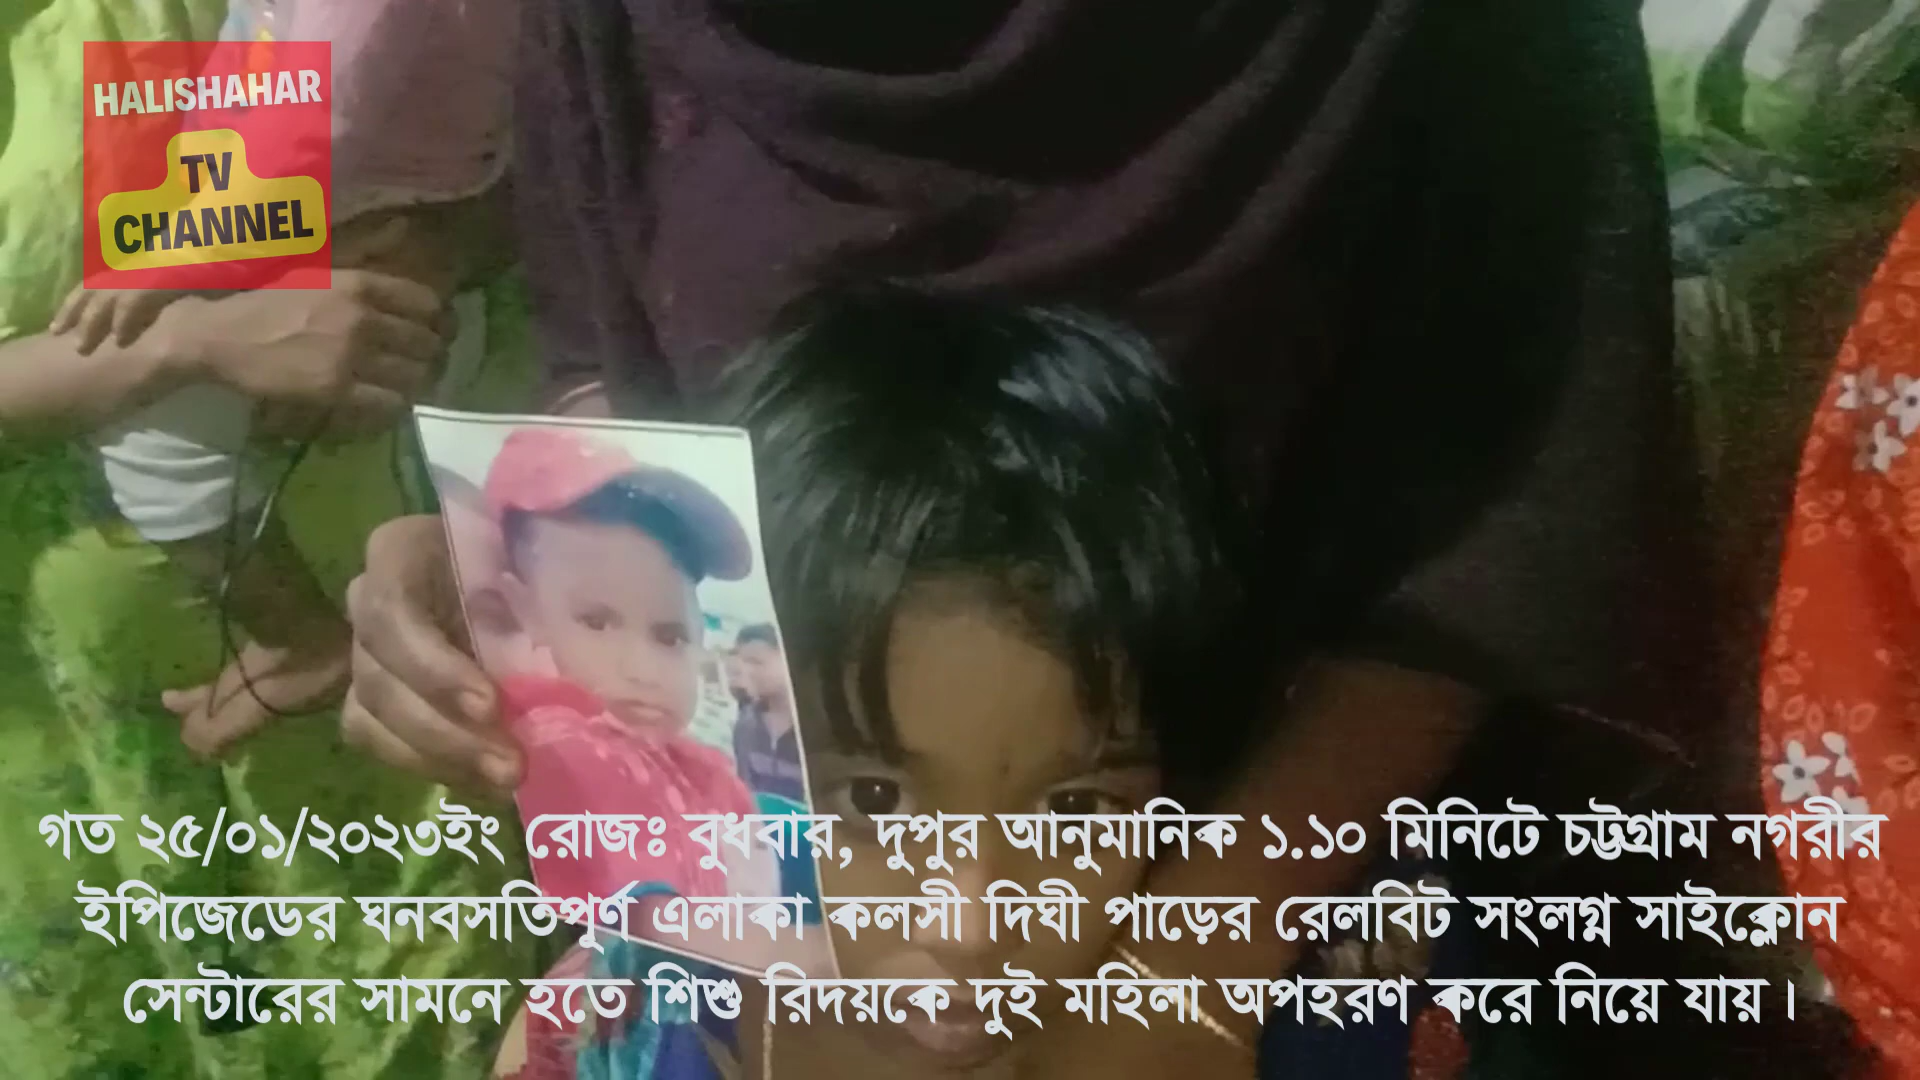 HALISHAHAR
TV
CHANNEL
গত ২৫/০১/২০২৩ইং রোজঃ বুধবার, দুপুর আনুমানিক ১.১০ মিনিটে চট্টগ্রাম নগরীর
ইপিজেডের ঘনবসতিপূর্ণ এলাকা কলসী দিঘী পাড়ের রেলবিট সংলগ্ন সাইক্লোন
সেন্টারের সামনে হতে শিশু রিদয়কে দুই মহিলা অপহরণ করে নিয়ে যায়।